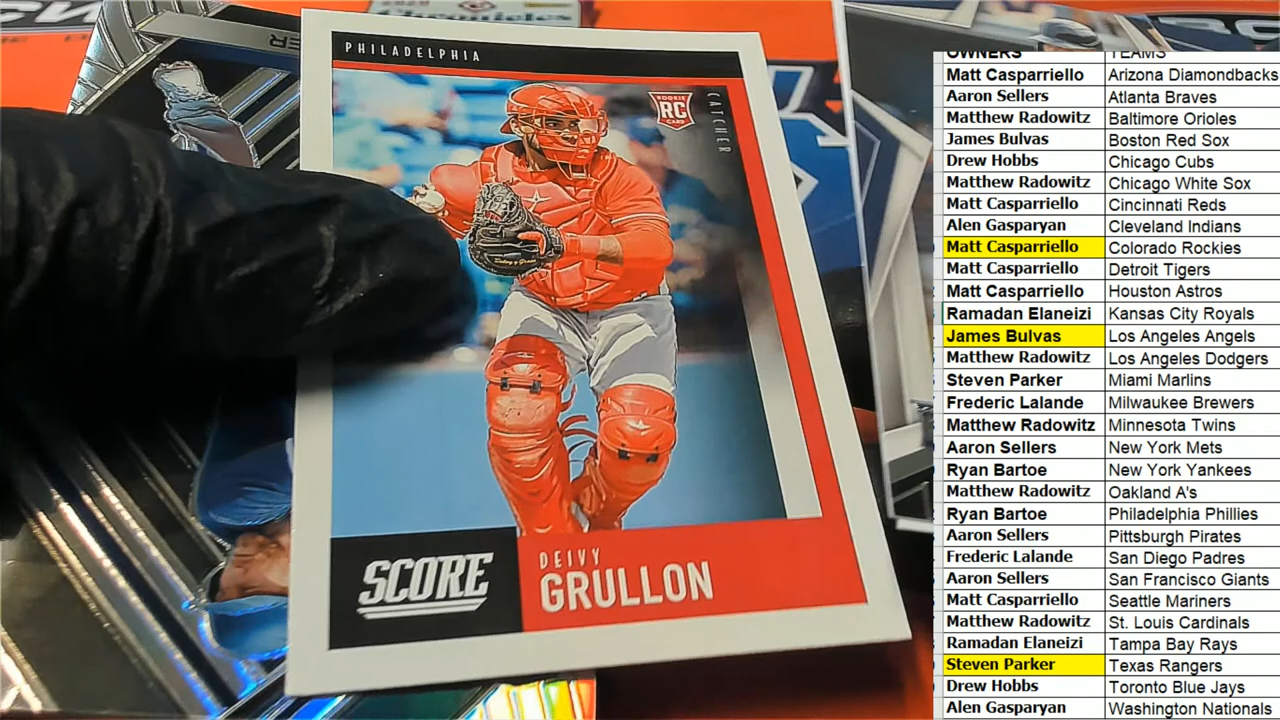 Chronicles
PHILADELPHIA
ROOKIE
RC
CARD
CATCHER
SCORE
DEIVY
GRULLON
OWNERS TEAMS
Matt Casparriello Arizona Diamondbacks
Aaron Sellers Atlanta Braves
Matthew Radowitz Baltimore Orioles
James Bulvas Boston Red Sox
Drew Hobbs Chicago Cubs
Matthew Radowitz Chicago White Sox
Matt Casparriello Cincinnati Reds
Alen Gasparyan Cleveland Indians
Matt Casparriello Colorado Rockies
Matt Casparriello Detroit Tigers
Matt Casparriello Houston Astros
Ramadan Elaneizi Kansas City Royals
James Bulvas Los Angeles Angels
Matthew Radowitz Los Angeles Dodgers
Steven Parker Miami Marlins
Frederic Lalande Milwaukee Brewers
Matthew Radowitz Minnesota Twins
Aaron Sellers New York Mets
Ryan Bartoe New York Yankees
Matthew Radowitz Oakland A's
Ryan Bartoe Philadelphia Phillies
Aaron Sellers Pittsburgh Pirates
Frederic Lalande San Diego Padres
Aaron Sellers San Francisco Giants
Matt Casparriello Seattle Mariners
Matthew Radowitz St. Louis Cardinals
Ramadan Elaneizi Tampa Bay Rays
Steven Parker Texas Rangers
Drew Hobbs Toronto Blue Jays
Alen Gasparyan Washington Nationals